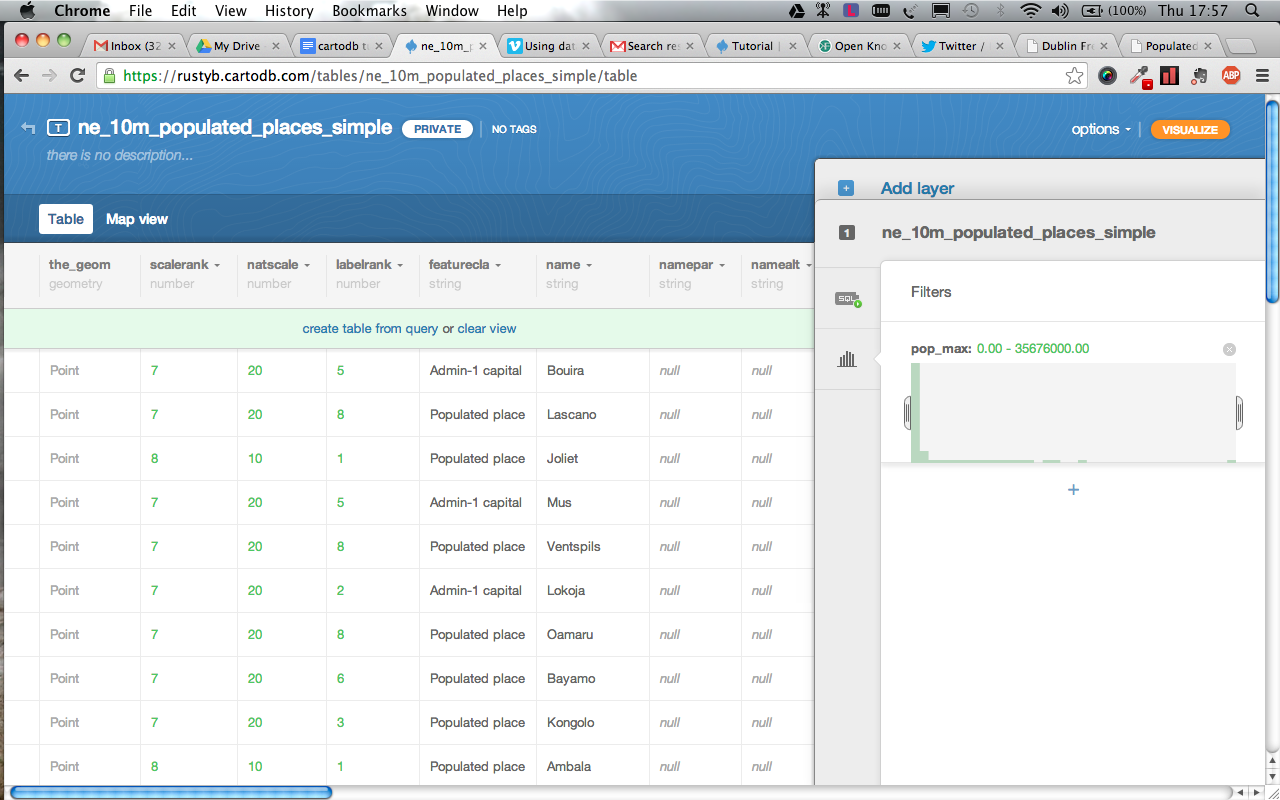 Chrome File Edit View History Bookmarks Window Help (100%) Thu 17:57
Inbox (32 My Drive cartodb tu ne_10m_p Using dat Search res Tutorial | Open Kno Twitter / Dublin Fro Populated
https://rustyb.cartodb.com/tables/ne_10m_populated_places_simple/table ABP
T ne_10m_populated_places_simple PRIVATE NO TAGS options VISUALIZE
there is no description...
Add layer
Table Map view
1 ne_10m_populated_places_simple
the_geom scalerank natscale labelrank featurecla name namepar namealt
geometry number number number string string string string
SQL
Filters
create table from query or clear view
pop_max: 0.00 - 35676000.00
Point 7 20 5 Admin-1 capital Bouira null null
Point 7 20 8 Populated place Lascano null null
Point 8 10 1 Populated place Joliet null null
Point 7 20 5 Admin-1 capital Mus null null
Point 7 20 8 Populated place Ventspils null null
Point 7 20 2 Admin-1 capital Lokoja null null
Point 7 20 8 Populated place Oamaru null null
Point 7 20 6 Populated place Bayamo null null
Point 7 20 3 Populated place Kongolo null null
Point 8 10 1 Populated place Ambala null null